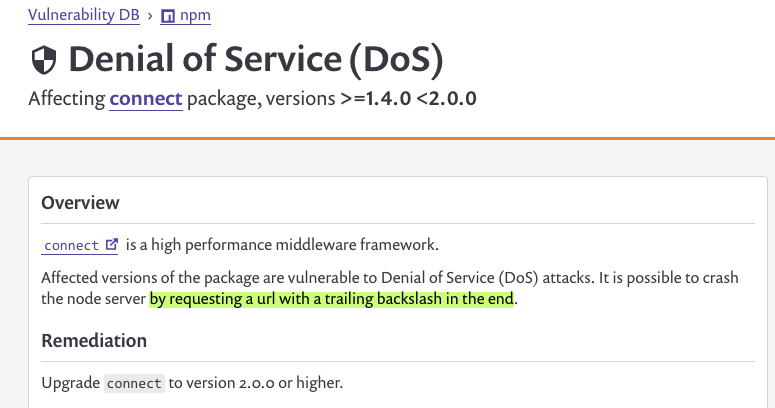 Vulnerability DB › npm
Denial of Service (DoS)
Affecting connect package, versions >=1.4.0 <2.0.0
Overview
connect is a high performance middleware framework.
Affected versions of the package are vulnerable to Denial of Service (DoS) attacks. It is possible to crash
the node server by requesting a url with a trailing backslash in the end.
Remediation
Upgrade connect to version 2.0.0 or higher.